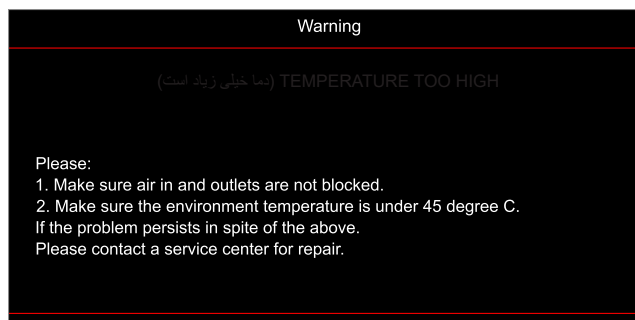 Warning
(دما خیلی زیاد است) TEMPERATURE TOO HIGH
Please:
1. Make sure air in and outlets are not blocked.
2. Make sure the environment temperature is under 45 degree C.
If the problem persists in spite of the above.
Please contact a service center for repair.